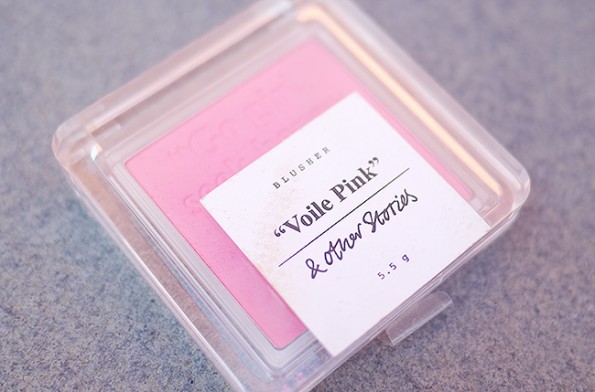 BLUSHER
“Voile Pink”
& other Stories
5.5 g